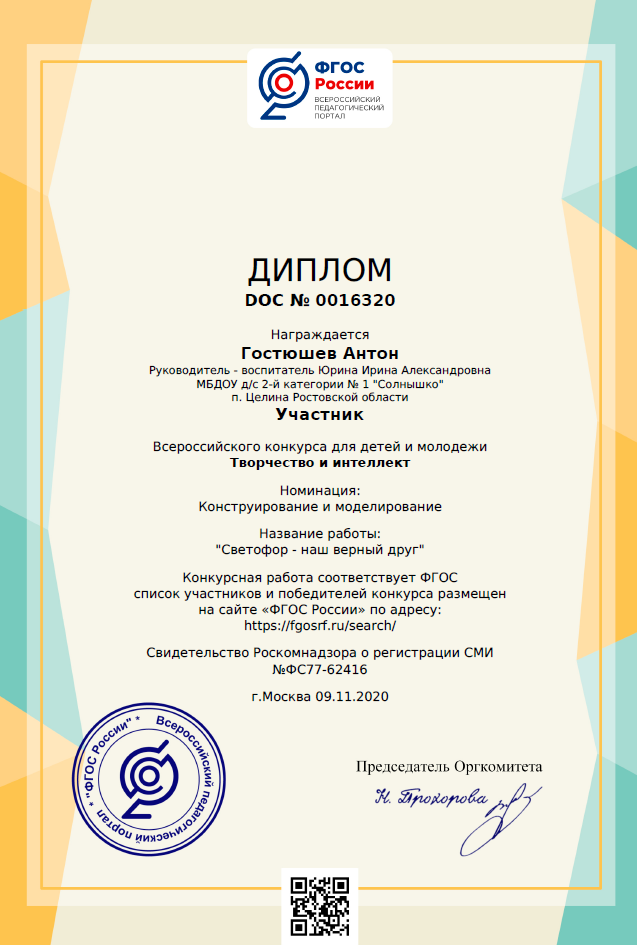 ФГОС
России
ВСЕРОССИЙСКИЙ
ПЕДАГОГИЧЕСКИЙ
ПОРТАЛ
ДИПЛОМ
DOC № 0016320
Награждается
Гостюшев Антон
Руководитель - воспитатель Юрина Ирина Александровна
МБДОУ д/с 2-й категории № 1 "Солнышко"
п. Целина Ростовской области
Участник
Всероссийского конкурса для детей и молодежи
Творчество и интеллект
Номинация:
Конструирование и моделирование
Название работы:
"Светофор - наш верный друг"
Конкурсная работа соответствует ФГОС
список участников и победителей конкурса размещен
на сайте «ФГОС России» по адресу:
https://fgosrf.ru/search/
Свидетельство Роскомнадзора о регистрации СМИ
№ФС77-62416
г.Москва 09.11.2020
* Всероссийский педагогический портал * "ФГОС России"
Председатель Оргкомитета
Н. Прохорова